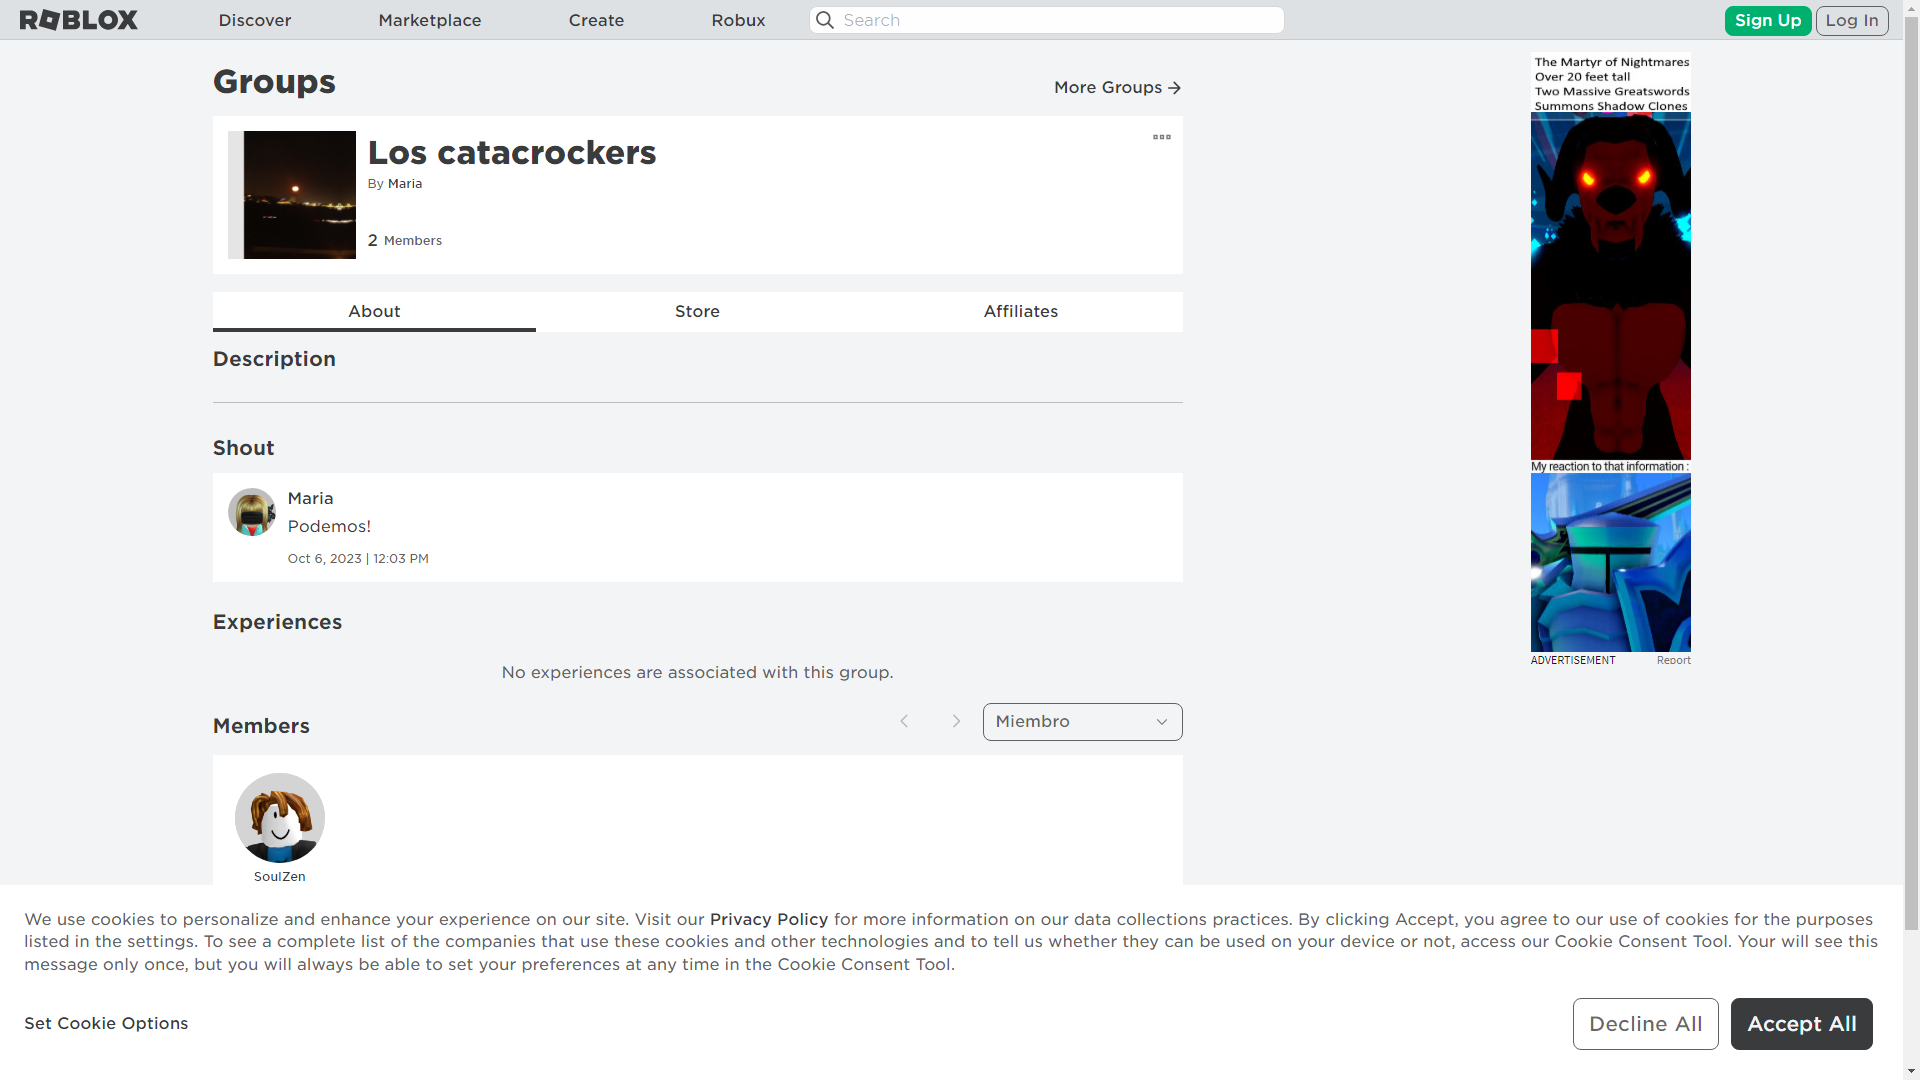 ROBLOX
Discover
Marketplace
Create
Robux
Search
Sign Up
Log In
Groups
More Groups
Los catacrockers
By Maria
2 Members
About
Store
Affiliates
Description
Shout
Maria
Podemos!
Oct 6, 2023 | 12:03 PM
Experiences
No experiences are associated with this group.
Members
Miembro
SoulZen
The Martyr of Nightmares
Over 20 feet tall
Two Massive Greatswords
Summons Shadow Clones
My reaction to that information :
ADVERTISEMENT
Report
We use cookies to personalize and enhance your experience on our site. Visit our Privacy Policy for more information on our data collections practices. By clicking Accept, you agree to our use of cookies for the purposes
listed in the settings. To see a complete list of the companies that use these cookies and other technologies and to tell us whether they can be used on your device or not, access our Cookie Consent Tool. Your will see this
message only once, but you will always be able to set your preferences at any time in the Cookie Consent Tool.
Set Cookie Options
Decline All
Accept All